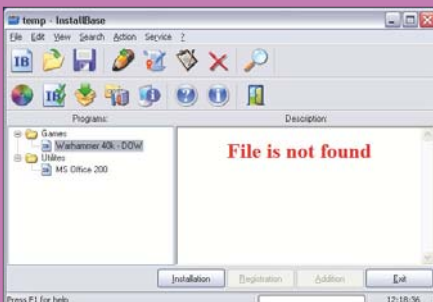 temp - InstallBase
File Edit View Search Action Service ?
IB
IB
Programs:
Description:
Games
Warhammer 40k - DOW
Utilites
MS Office 200
File is not found
Installation
Registration
Addition
Exit
Press F1 for help
12:18:36